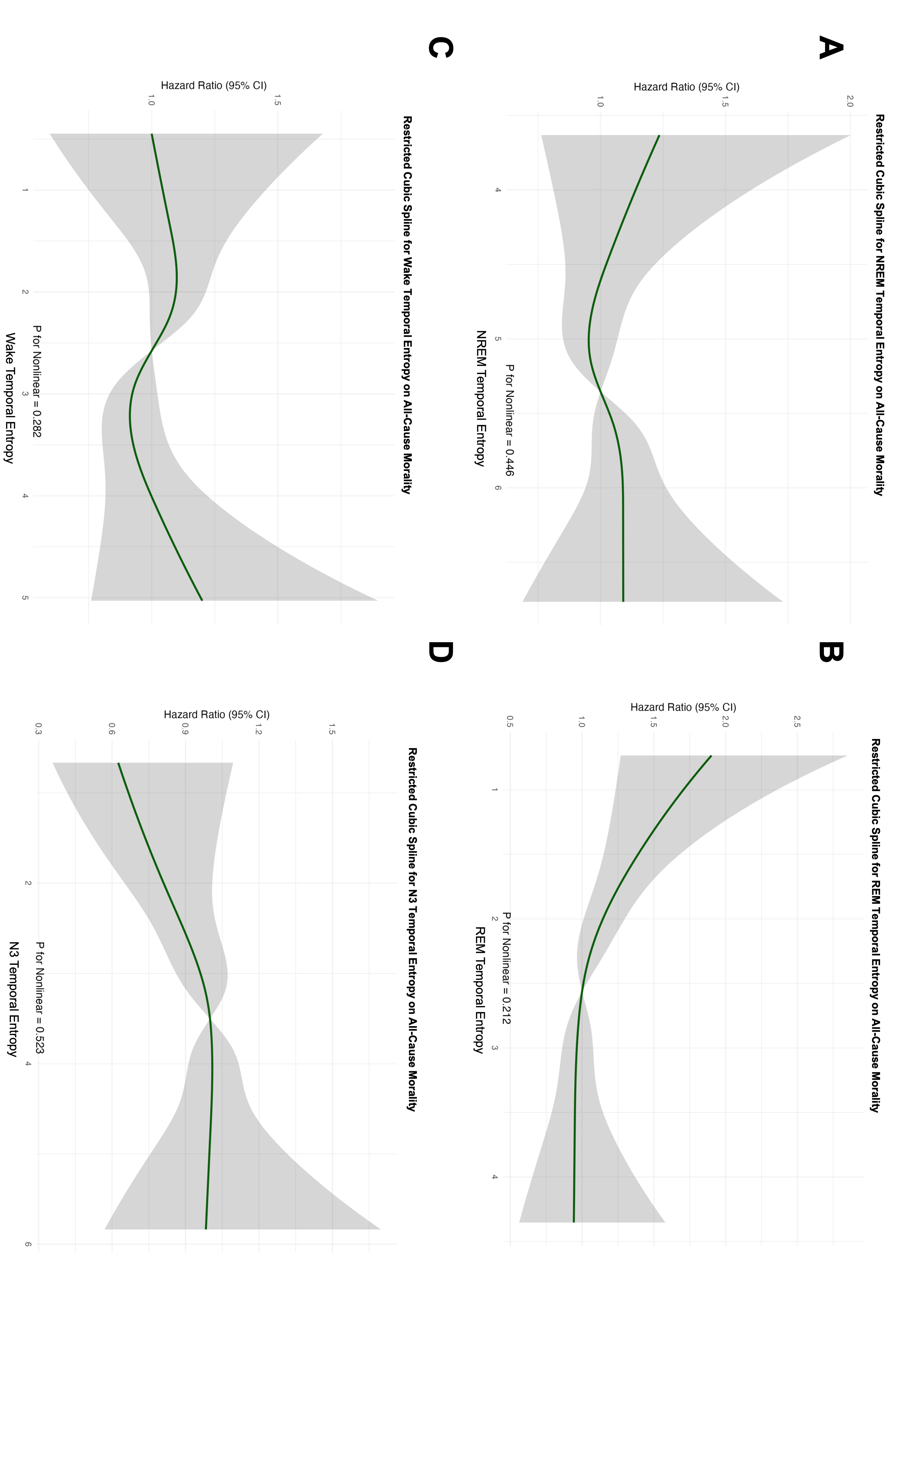 A
Restricted Cubic Spline for NREM Temporal Entropy on All-Cause Morality
Hazard Ratio (95% CI)
2.0
1.5
1.0
4
5
6
P for Nonlinear = 0.446
NREM Temporal Entropy
B
Restricted Cubic Spline for REM Temporal Entropy on All-Cause Morality
Hazard Ratio (95% CI)
2.5
2.0
1.5
1.0
0.5
1
2
3
4
P for Nonlinear = 0.212
REM Temporal Entropy
C
Restricted Cubic Spline for Wake Temporal Entropy on All-Cause Morality
Hazard Ratio (95% CI)
1.5
1.0
1
2
3
4
5
P for Nonlinear = 0.282
Wake Temporal Entropy
D
Restricted Cubic Spline for N3 Temporal Entropy on All-Cause Morality
Hazard Ratio (95% CI)
1.5
1.2
0.9
0.6
0.3
2
4
6
P for Nonlinear = 0.523
N3 Temporal Entropy